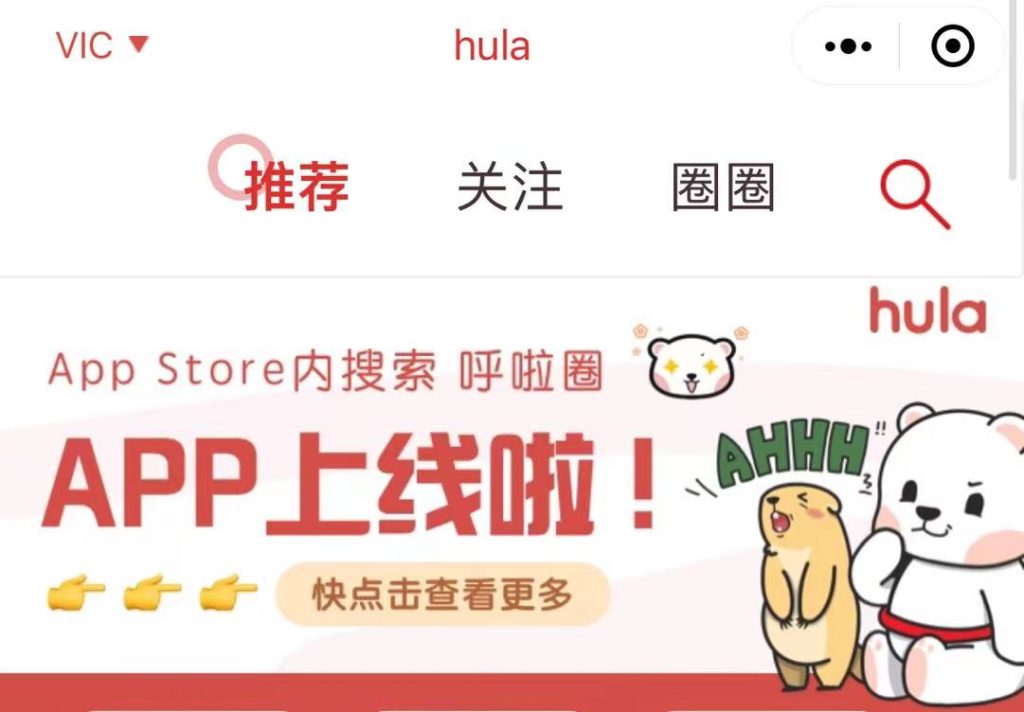 VIC
hula
推荐 关注 圈圈
hula
App Store内搜索 呼啦圈
APP上线啦！
AHHH!!
快点击查看更多